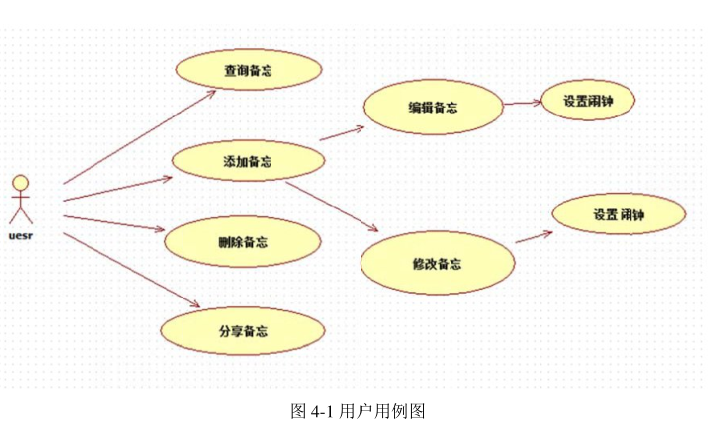 查询备忘
编辑备忘
设置闹钟
添加备忘
uesr
删除备忘
设置 闹钟
修改备忘
分享备忘
图 4-1 用户用例图